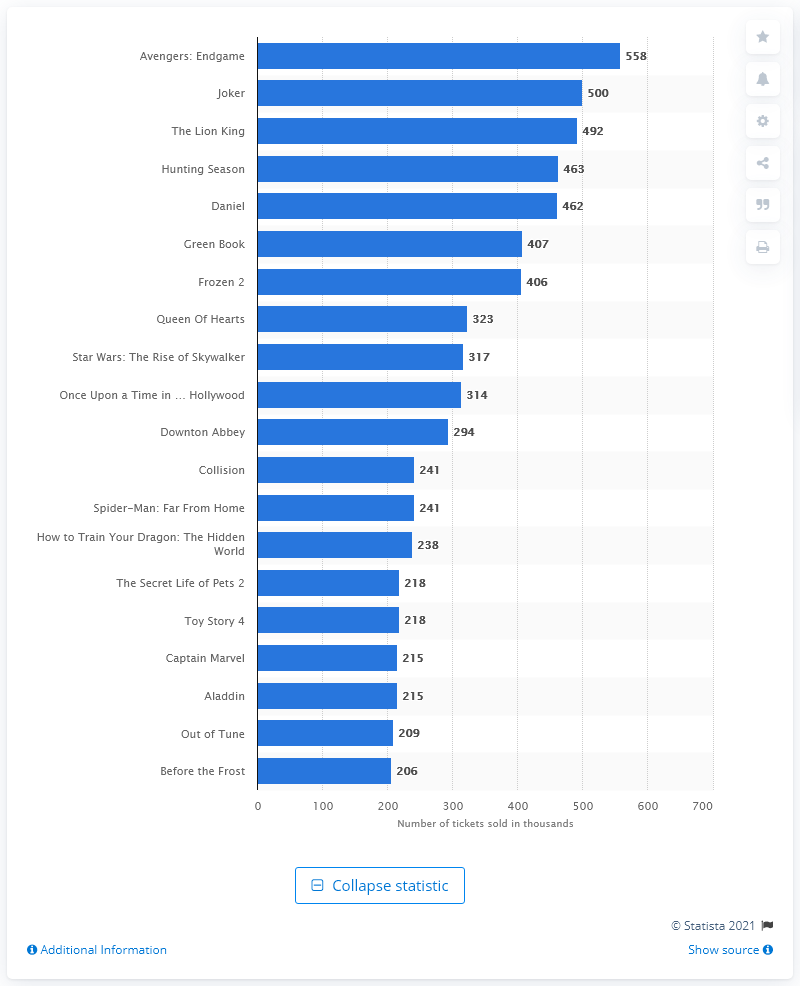 Avengers: Endgame 558
Joker 500
The Lion King 492
Hunting Season 463
Daniel 462
Green Book 407
Frozen 2 406
Queen Of Hearts 323
Star Wars: The Rise of Skywalker 317
Once Upon a Time in ... Hollywood 314
Downton Abbey 294
Collision 241
Spider-Man: Far From Home 241
How to Train Your Dragon: The Hidden
World 238
The Secret Life of Pets 2 218
Toy Story 4 218
Captain Marvel 215
Aladdin 215
Out of Tune 209
Before the Frost 206
0 100 200 300 400 500 600 700
Number of tickets sold in thousands
Collapse statistic
© Statista 2021
Additional Information
Show source